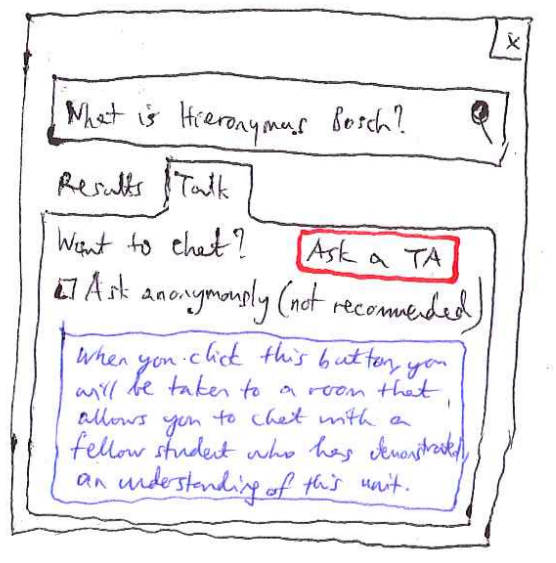 x
What is Hieronymus Bosch?
Results Talk
Want to chat? Ask a TA
Ask anonymously (not recommended)
When you click this button, you
will be taken to a room that
allows you to chat with a
fellow student who has demonstrated
an understanding of this unit.